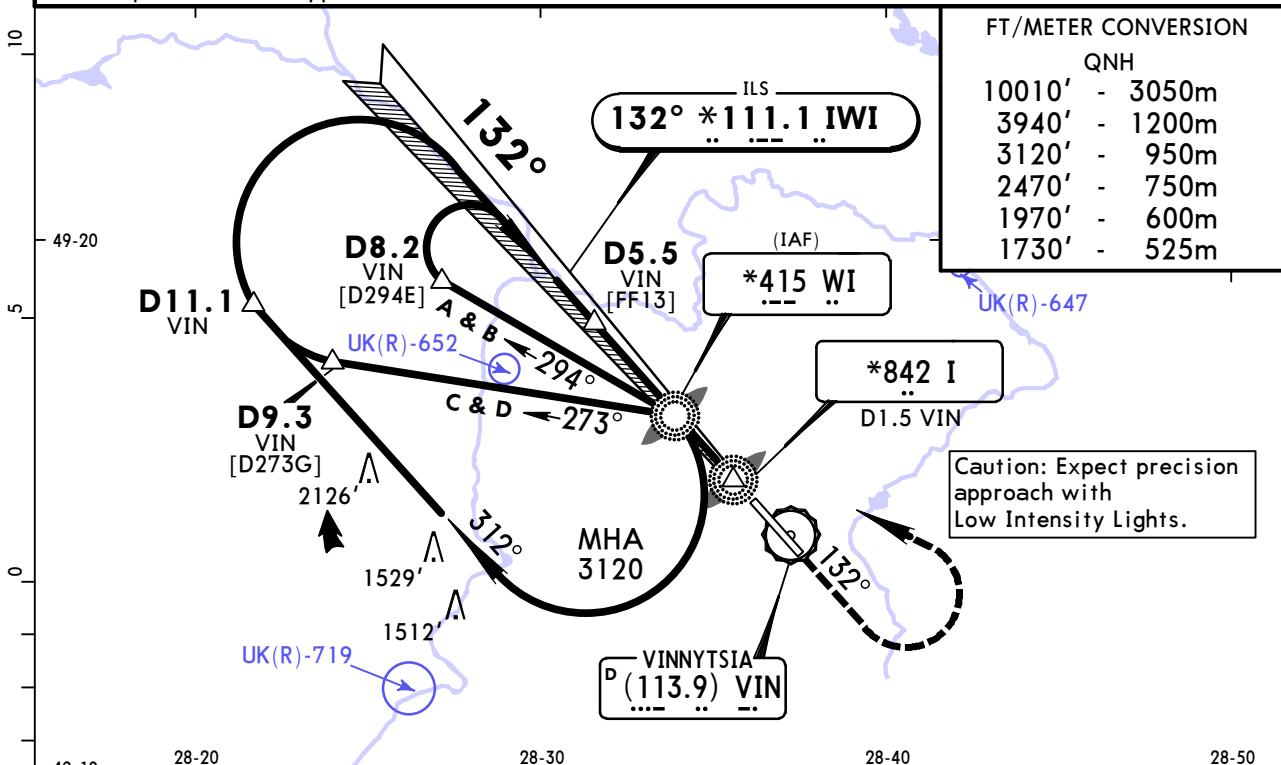 FT/METER CONVERSION
QNH
10010' - 3050m
3940' - 1200m
3120' - 950m
2470' - 750m
1970' - 600m
1730' - 525m
10
5
0
49-20
132°
ILS
132° *111.1 IWI
D8.2
VIN
[D294E]
D5.5
VIN
[FF13]
(IAF)
*415 WI
UK(R)-647
D11.1
VIN
A & B
294°
UK(R)-652
C & D
273°
*842 I
D1.5 VIN
D9.3
VIN
[D273G]
2126'
312°
MHA
3120
Caution: Expect precision
approach with
Low Intensity Lights.
1529'
1512'
132°
UK(R)-719
VINNYTSIA
D (113.9) VIN
28-20
28-30
28-40
28-50